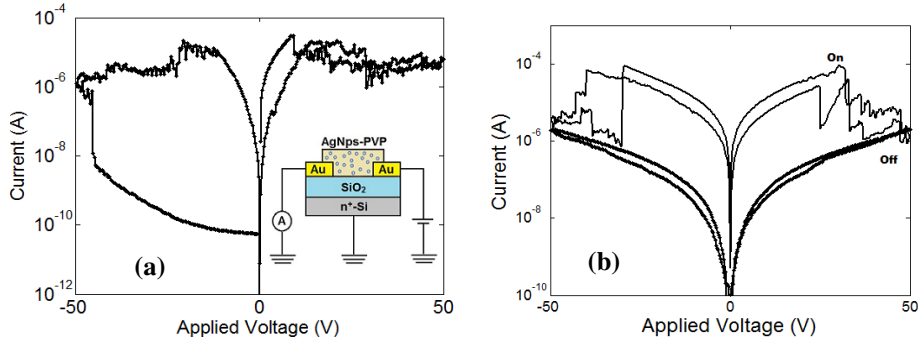 10⁻⁴
10⁻⁶
10⁻⁸
10⁻¹⁰
10⁻¹²
Current (A)
-50
0
50
Applied Voltage (V)
(a)
AgNps-PVP
Au
Au
SiO₂
n⁺-Si
A
10⁻⁴
10⁻⁶
10⁻⁸
10⁻¹⁰
Current (A)
-50
0
50
Applied Voltage (V)
(b)
On
Off